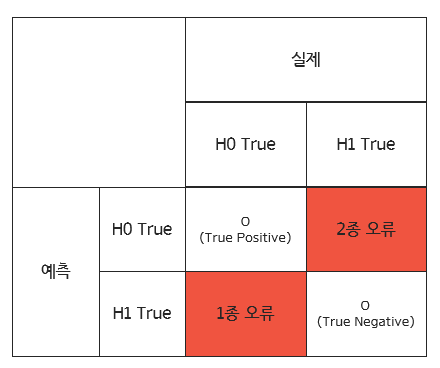 실제
H0 True
H1 True
예측
H0 True
O
(True Positive)
2종 오류
H1 True
1종 오류
O
(True Negative)